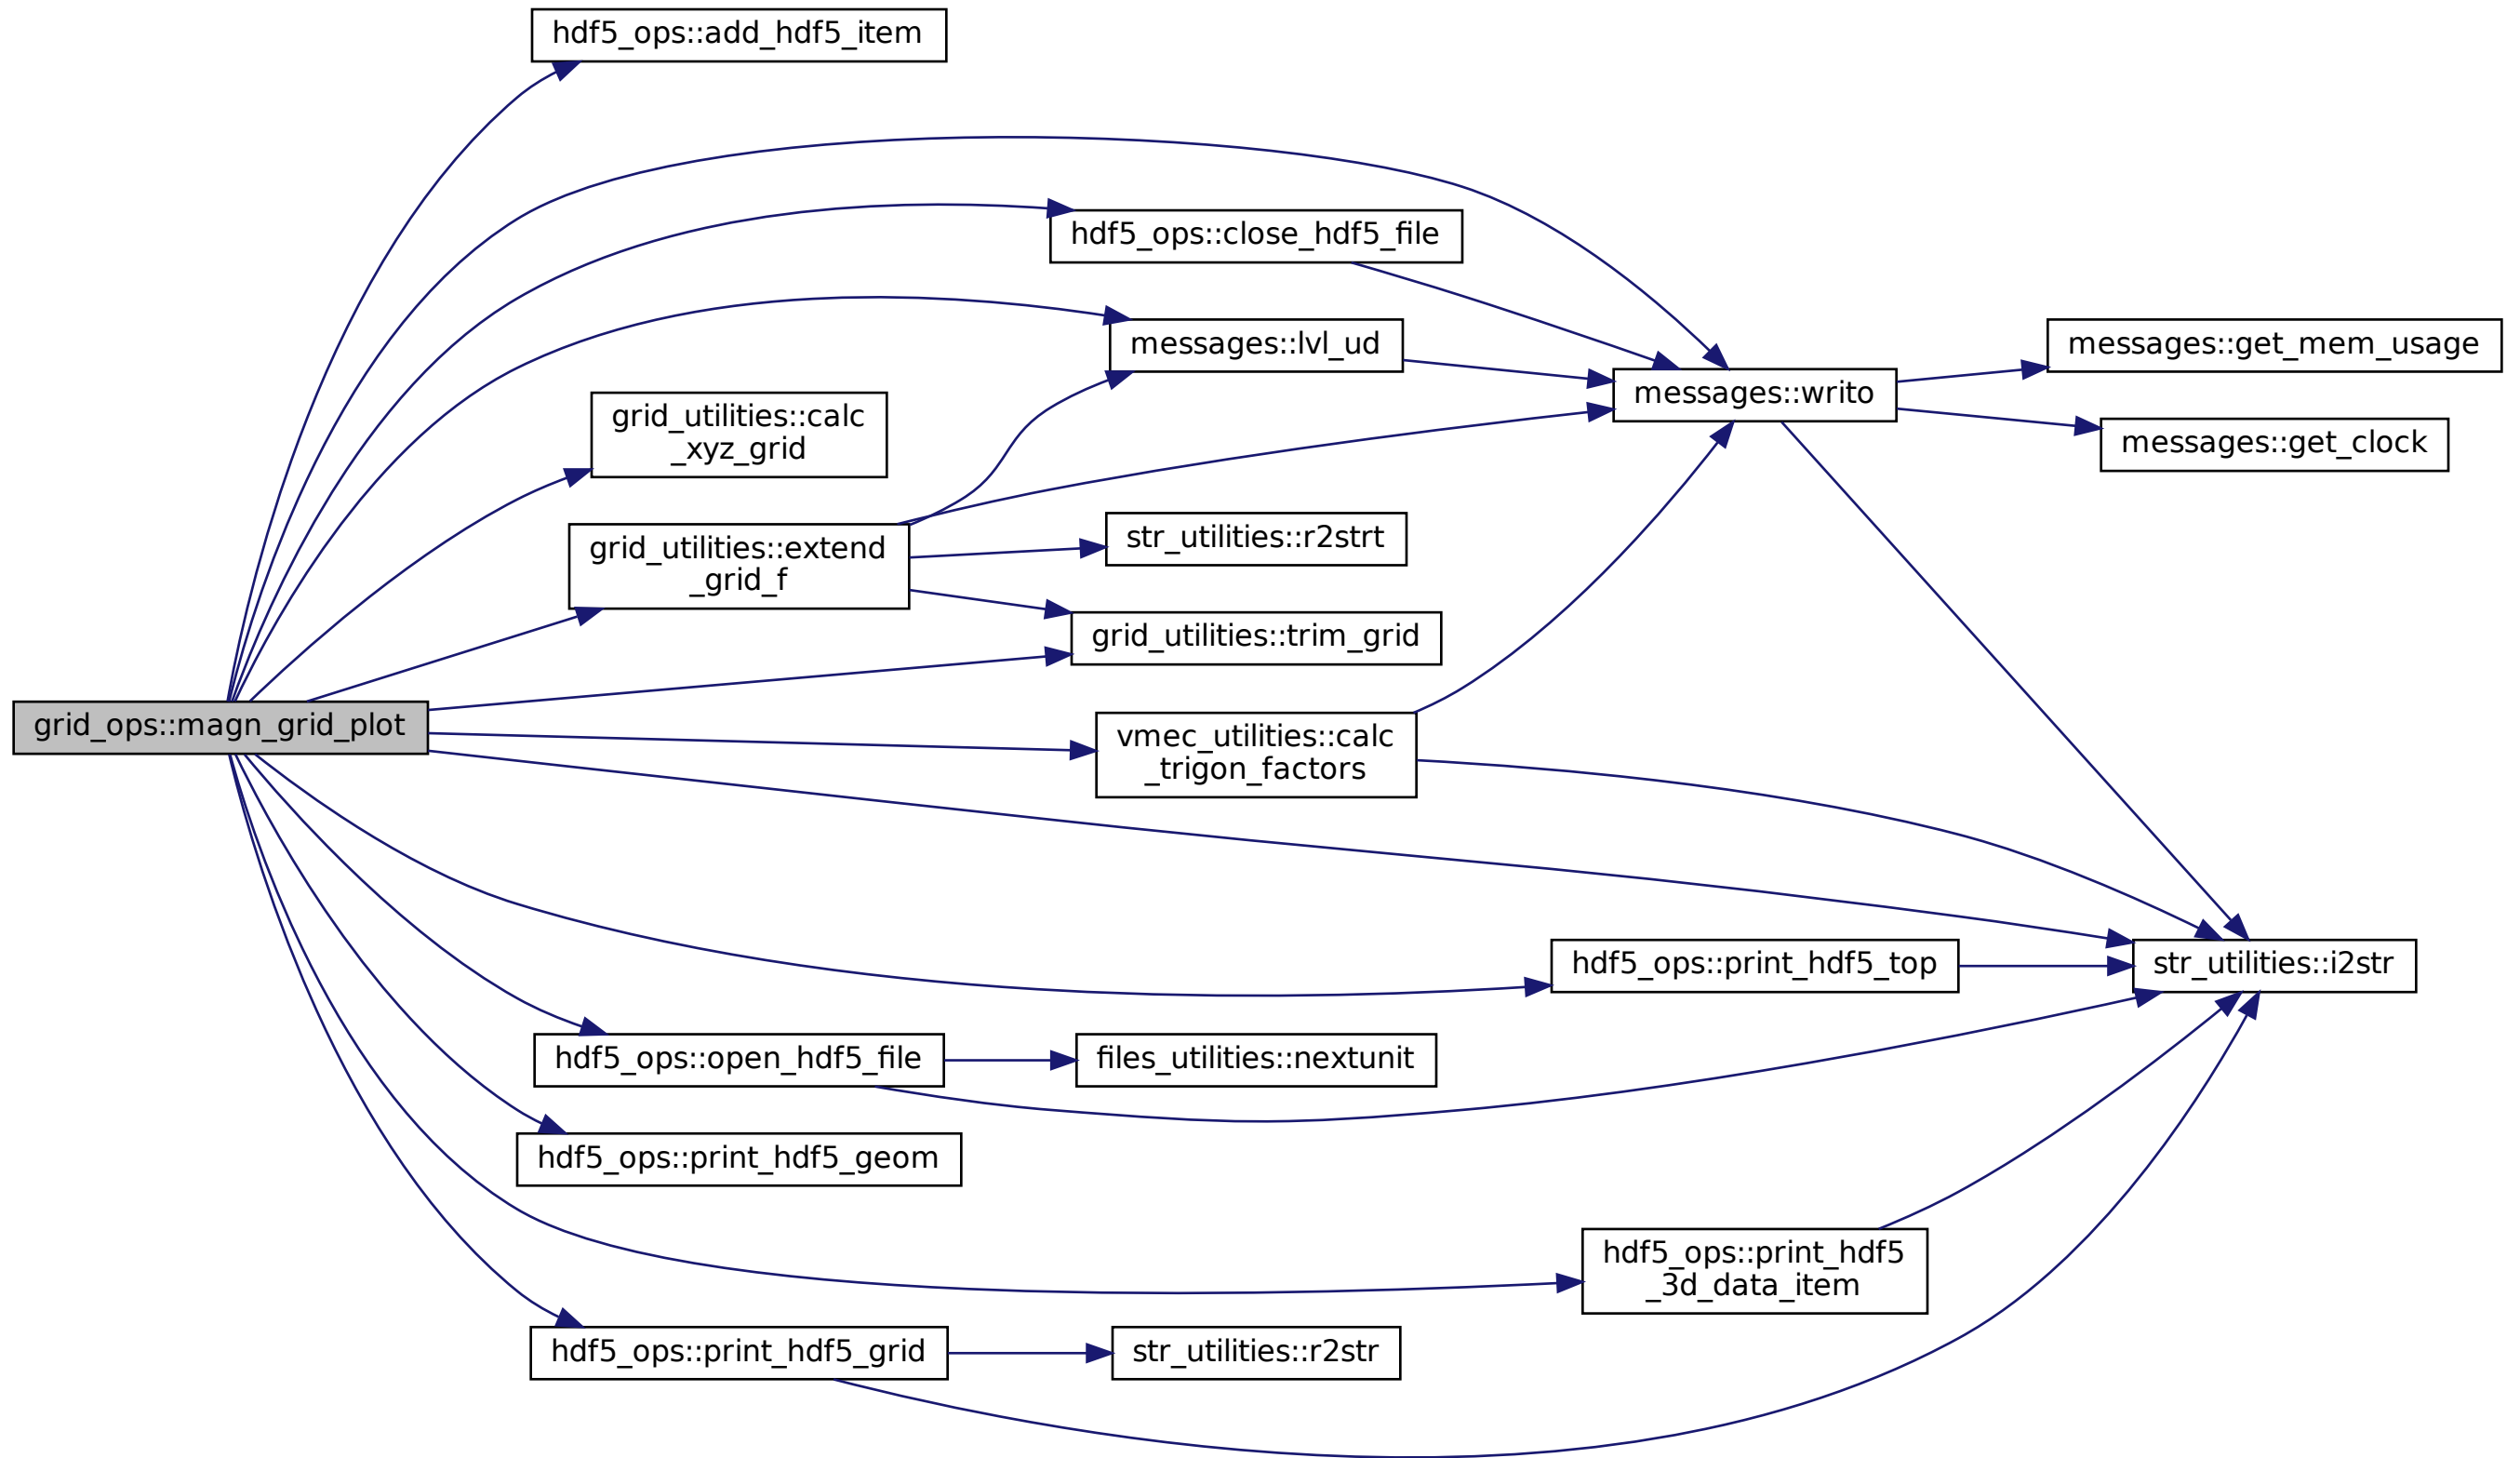 hdf5_ops::add_hdf5_item
hdf5_ops::close_hdf5_file
messages::lvl_ud
messages::get_mem_usage
messages::writo
grid_utilities::calc
_xyz_grid
messages::get_clock
str_utilities::r2strt
grid_utilities::extend
_grid_f
grid_utilities::trim_grid
grid_ops::magn_grid_plot
vmec_utilities::calc
_trigon_factors
hdf5_ops::print_hdf5_top
str_utilities::i2str
hdf5_ops::open_hdf5_file
files_utilities::nextunit
hdf5_ops::print_hdf5_geom
hdf5_ops::print_hdf5
_3d_data_item
hdf5_ops::print_hdf5_grid
str_utilities::r2str